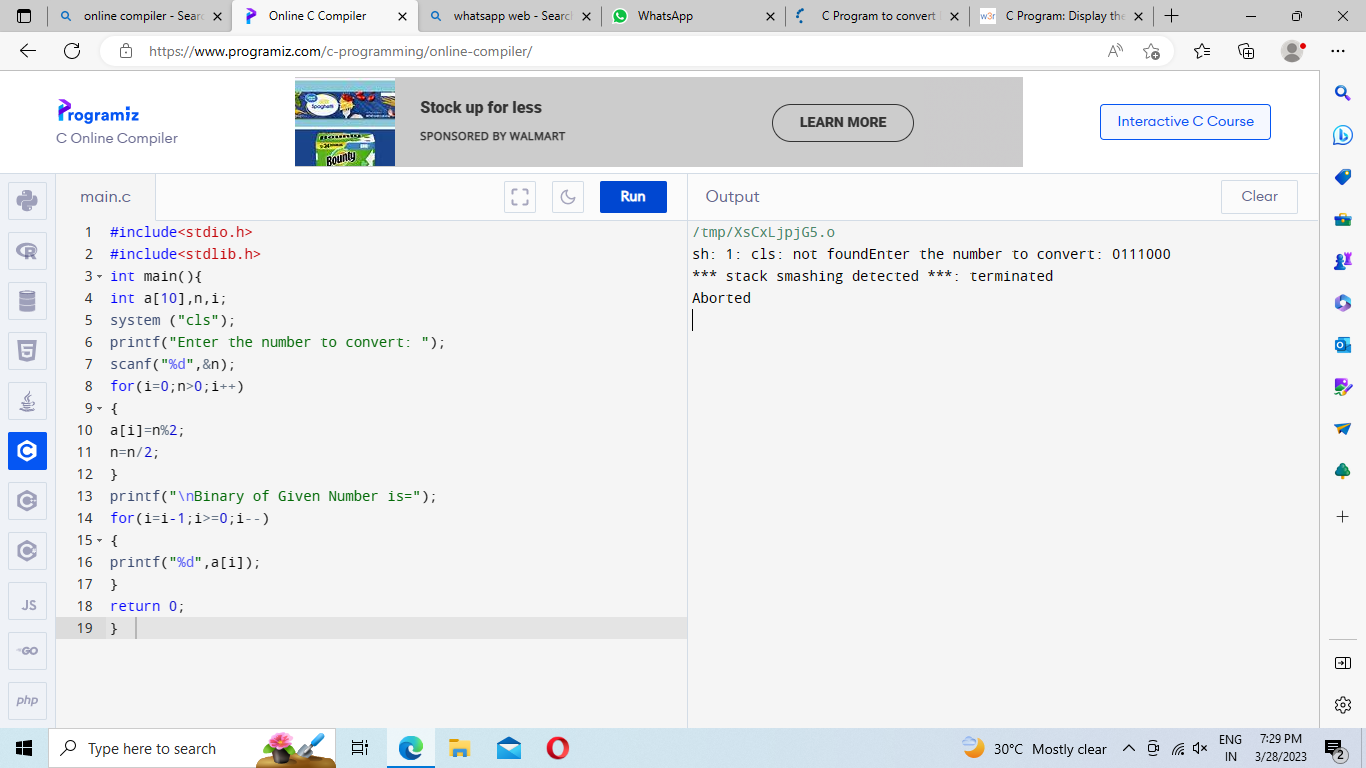 online compiler - Sear
Online C Compiler
whatsapp web - Searc
WhatsApp
C Program to convert
w3r
C Program: Display the
https://www.programiz.com/c-programming/online-compiler/
Programiz
C Online Compiler
Great Value
Spaghetti
Bounty
Stock up for less
SPONSORED BY WALMART
LEARN MORE
Interactive C Course
main.c
Run
Output
Clear
1 #include<stdio.h>
2 #include<stdlib.h>
3 int main(){
4 int a[10],n,i;
5 system ("cls");
6 printf("Enter the number to convert: ");
7 scanf("%d",&n);
8 for(i=0;n>0;i++)
9 {
10 a[i]=n%2;
11 n=n/2;
12 }
13 printf("\nBinary of Given Number is=");
14 for(i=i-1;i>=0;i--)
15 {
16 printf("%d",a[i]);
17 }
18 return 0;
19 }
/tmp/XsCxLjpjG5.o
sh: 1: cls: not foundEnter the number to convert: 0111000
*** stack smashing detected ***: terminated
Aborted
JS
GO
php
Type here to search
30°C Mostly clear
ENG
IN
7:29 PM
3/28/2023
2